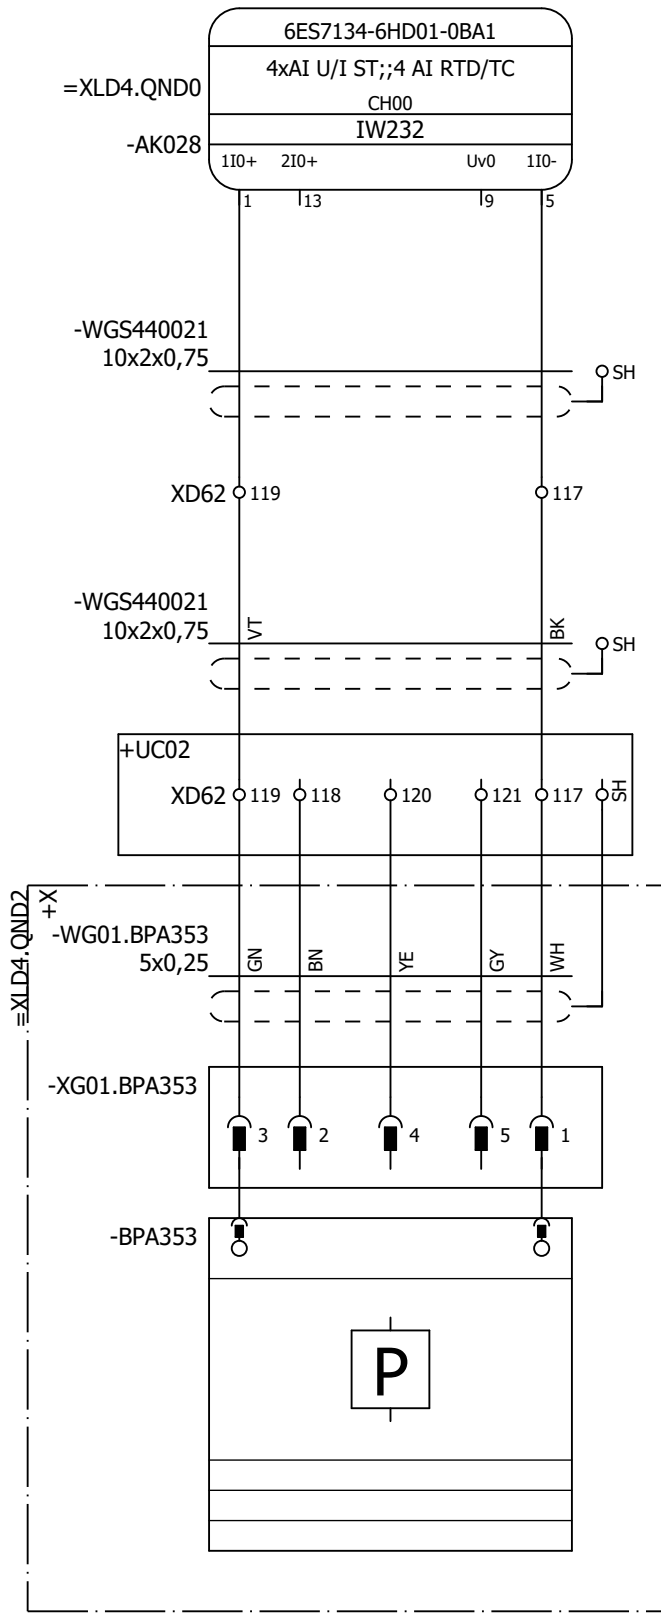 6ES7134-6HD01-0BA1
4xAI U/I ST;;4 AI RTD/TC
=XLD4.QND0
CH00
IW232
-AK028
1I0+ 2I0+ Uv0 1I0-
1 13 9 5
-WGS440021
10x2x0,75
SH
XD62 119 117
-WGS440021
10x2x0,75
VT BK
SH
+UC02
XD62 119 118 120 121 117 SH
=XLD4.QND2
+X
-WG01.BPA353
5x0,25
GN BN YE GY WH
-XG01.BPA353
3 2 4 5 1
-BPA353
P